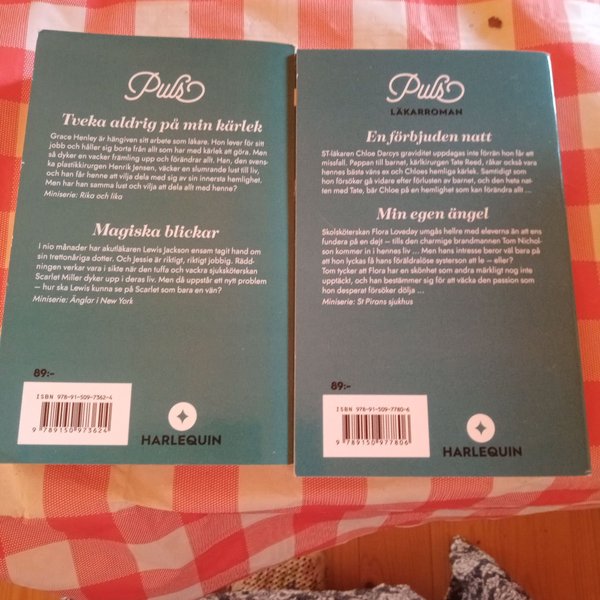 Puls
Tveka aldrig på min kärlek
Grace Henley är hängiven sitt arbete som läkare. Hon lever för sitt
jobb och håller sig borta från allt som har med kärlek att göra. Men
så dyker en vacker främling upp och förändrar allt. Han, den svens-
ka plastikkirurgen Henrik Jensen, väcker en slumrande lust till liv,
och han får henne att vilja dela med sig av sin innersta hemlighet.
Men har han samma lust och vilja att dela allt med henne?
Miniserie: Rika och lika
Magiska blickar
I nio månader har akutläkaren Lewis Jackson ensam tagit hand om
sin trettonåriga dotter. Och Jessie är riktigt, riktigt jobbig. Rädd-
ningen verkar vara i sikte när den tuffa och vackra sjuksköterskan
Scarlet Miller dyker upp i deras liv. Men då uppstår ett nytt problem
– hur ska Lewis kunna se på Scarlet som bara en vän?
Miniserie: Änglar i New York
89:-
ISBN 978-91-509-7362-4
9 789150 973624
HARLEQUIN
Puls
LÄKARROMAN
En förbjuden natt
ST-läkaren Chloe Darcys graviditet uppdagas inte förrän hon får ett
missfall. Pappan till barnet, kärlkirurgen Tate Reed, råkar också vara
hennes bästa väns ex och Chloes hemliga kärlek. Samtidigt som
hon försöker gå vidare efter förlusten av barnet, och den heta nat-
ten med Tate, bär Chloe på en hemlighet som kan förändra allt ...
Min egen ängel
Skolsköterskan Flora Loveday umgås hellre med eleverna än att ens
fundera på en dejt – tills den charmige brandmannen Tom Nichol-
son kommer in i hennes liv ... Men hans intresse beror väl bara på
att hon lyckas få hans föräldralöse systerson att le – eller?
Tom tycker att Flora har en skönhet som andra märkligt nog inte
upptäckt, och han bestämmer sig för att väcka den passion som
hon desperat försöker dölja ...
Miniserie: St Pirans sjukhus
89:-
ISBN 978-91-509-7780-6
9 789150 977806
HARLEQUIN